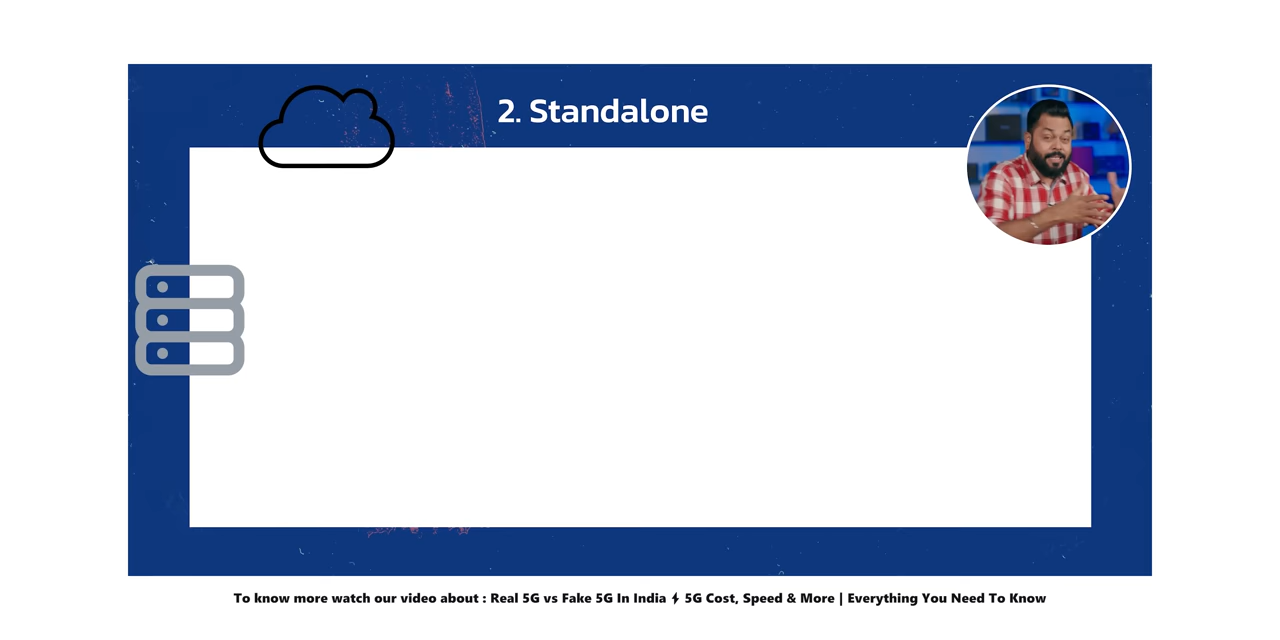 2. Standalone
To know more watch our video about : Real 5G vs Fake 5G In India ⚡ 5G Cost, Speed & More | Everything You Need To Know